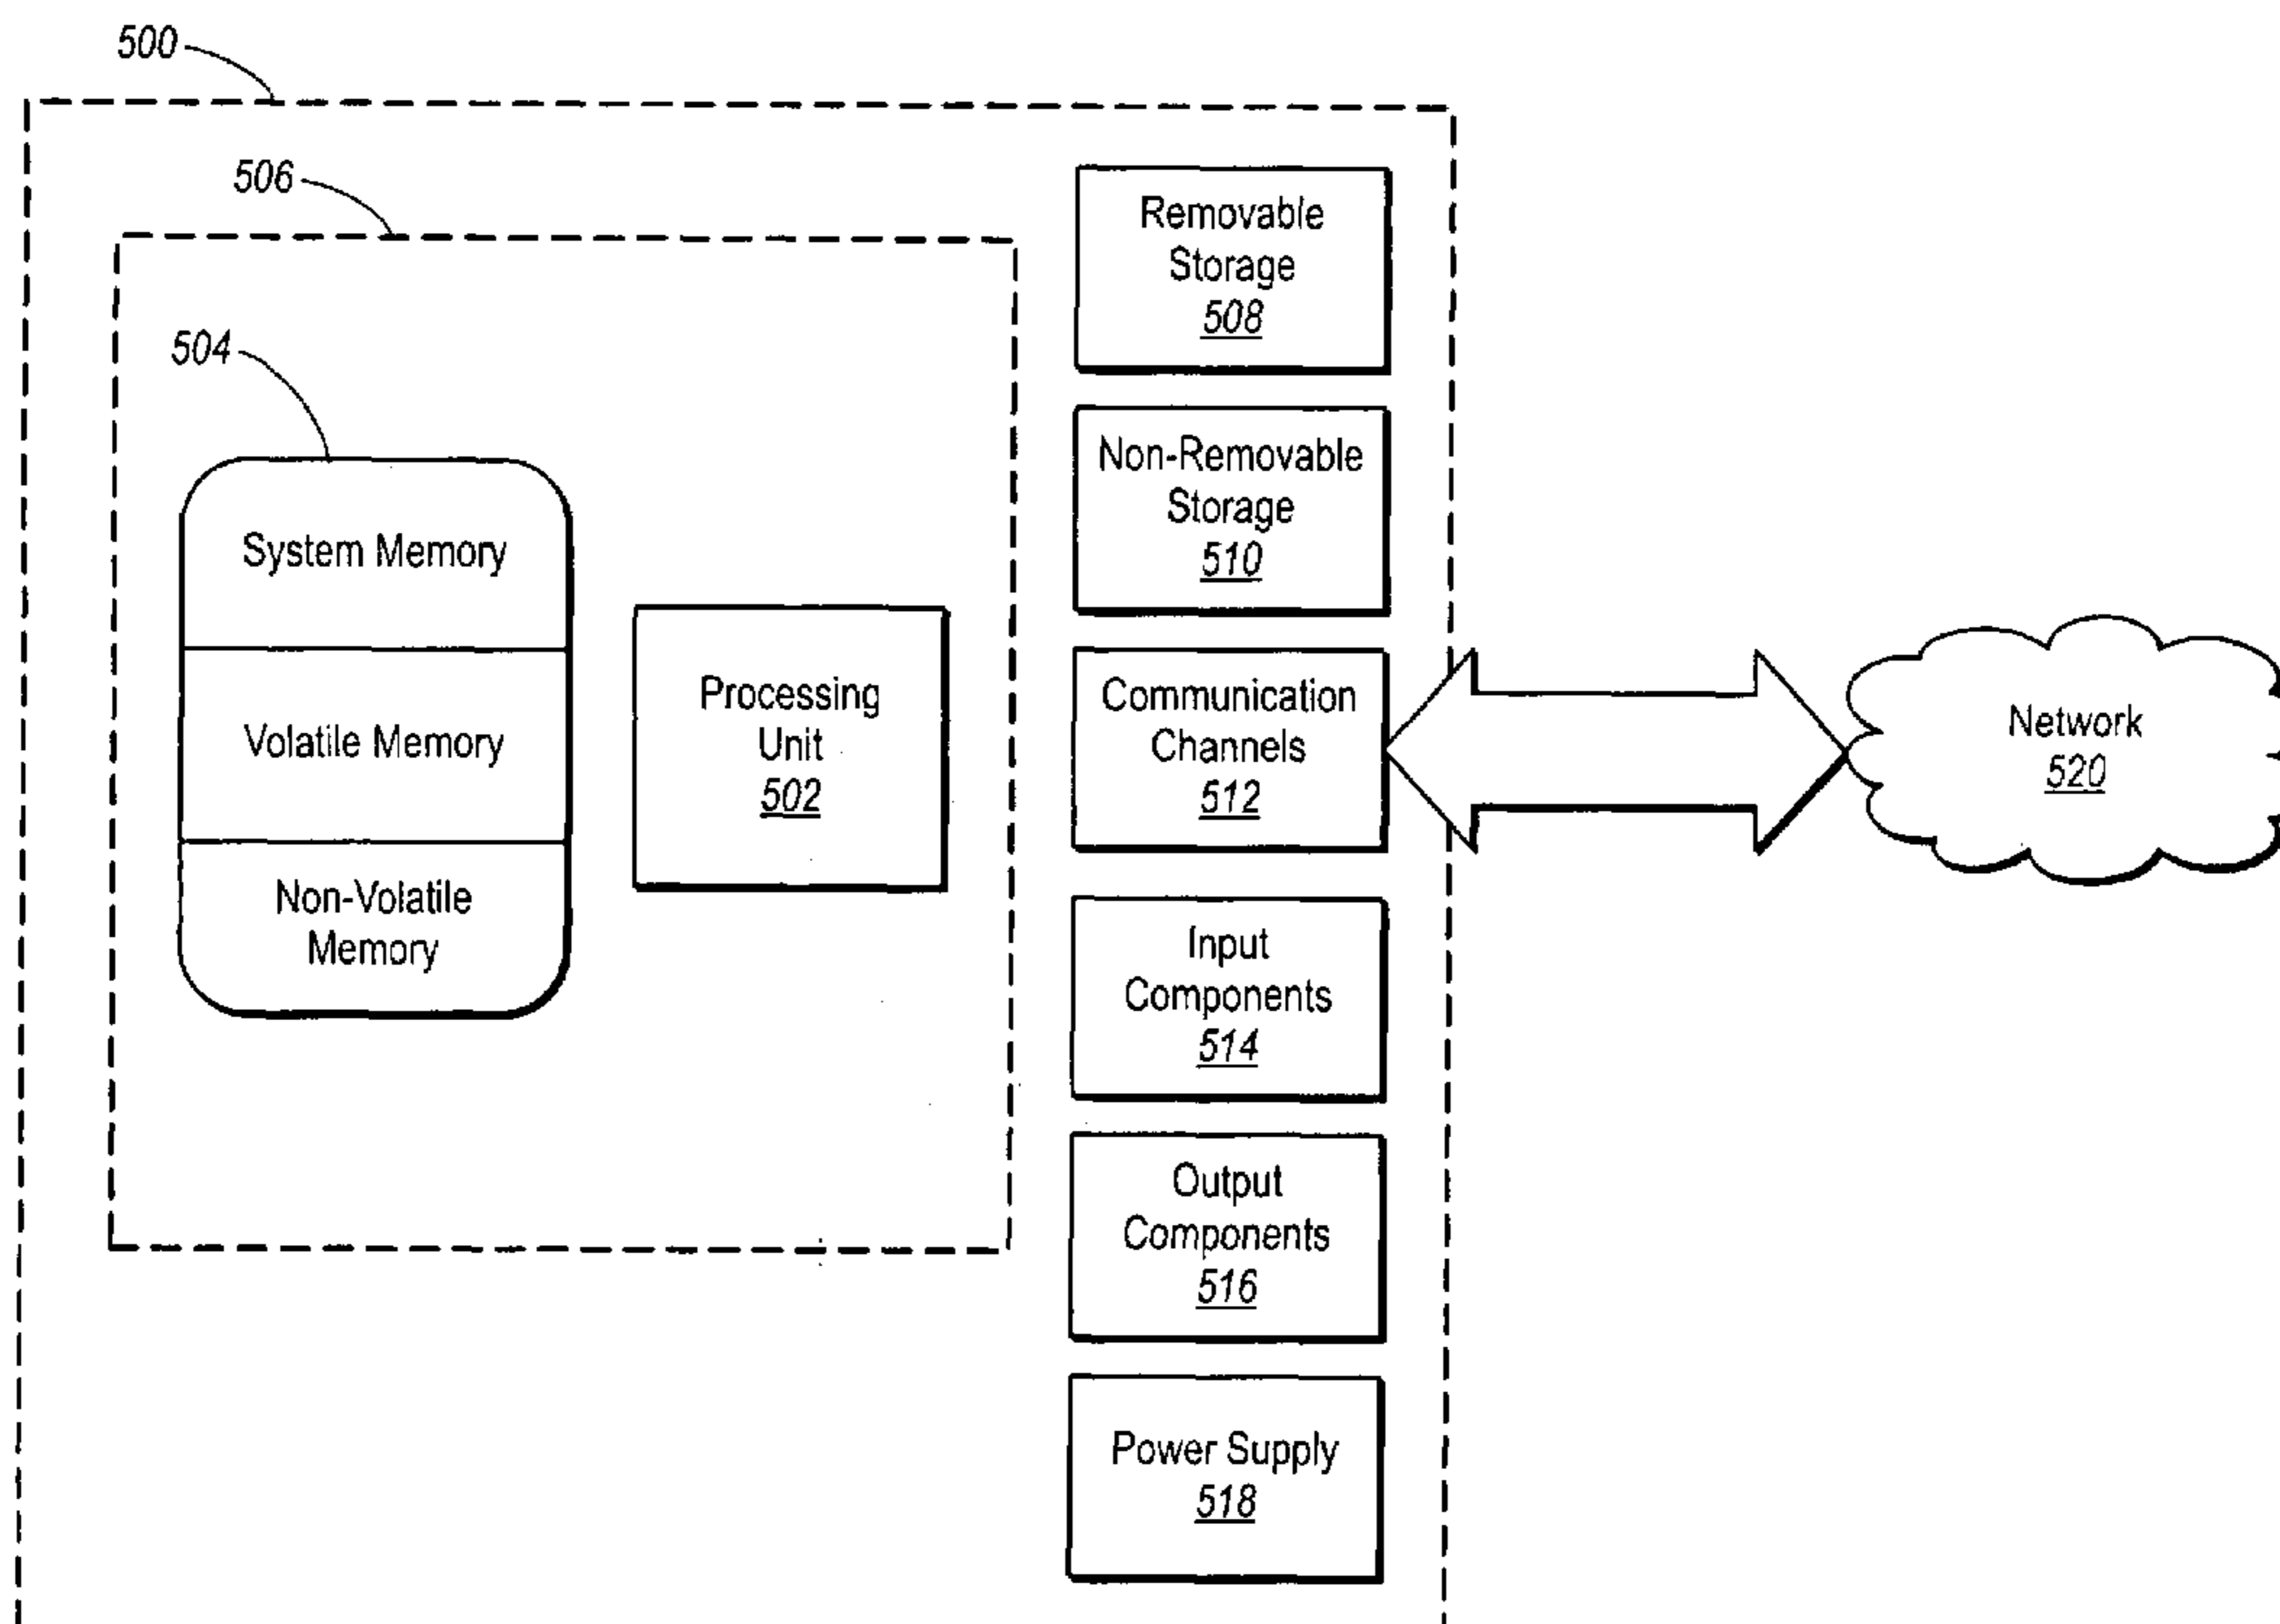 500
506
504
System Memory
Volatile Memory
Non-Volatile
Memory
Processing
Unit
502
Removable
Storage
508
Non-Removable
Storage
510
Communication
Channels
512
Input
Components
514
Output
Components
516
Power Supply
518
Network
520